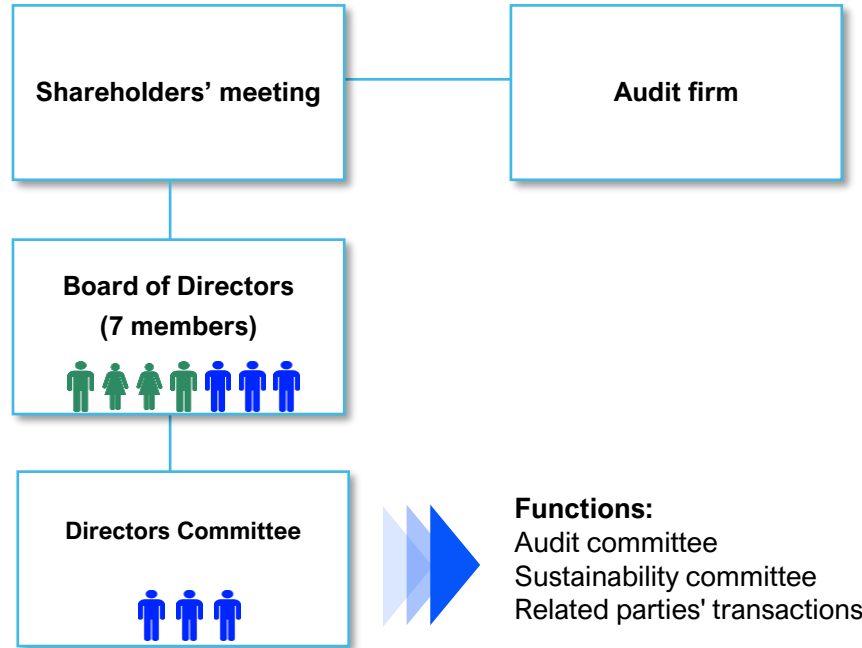 Shareholders’ meeting
Audit firm
Board of Directors
(7 members)
Directors Committee
Functions:
Audit committee
Sustainability committee
Related parties' transactions